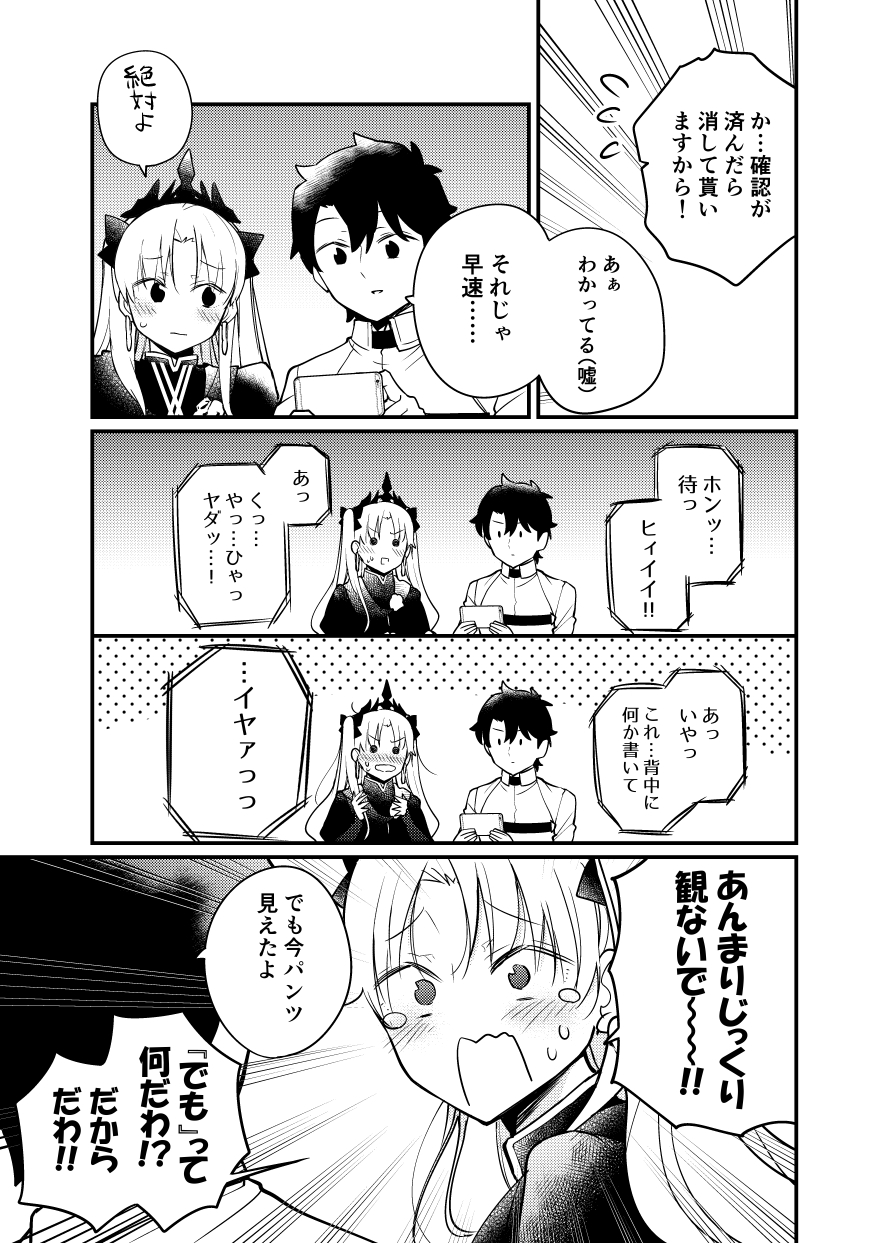 か…確認が
済んだら
消して貰い
ますから！
あぁ
わかってる（嘘）
それじゃ
早速……
絶対よ
ホンッ…
待っ
ヒィイイ!!
あっ
くっ…
やっ…ひゃっ
ヤダッ…！
あっ
いやっ
これ…背中に
何か書いて
…イヤァっっ
あんまりじっくり
観ないで〜〜〜!!
でも今パンツ
見えたよ
『でも』って
何だわ!?
だから
だわ!!